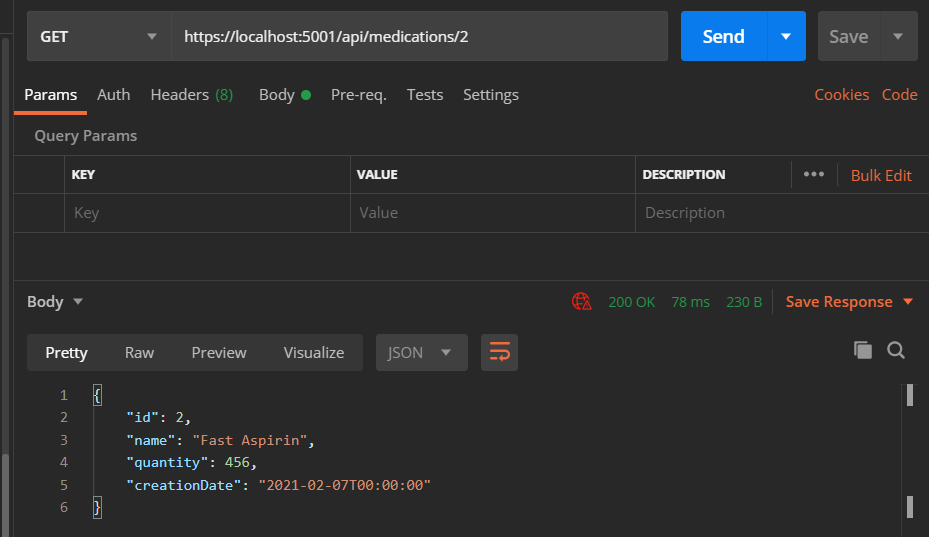 GET https://localhost:5001/api/medications/2 Send Save
Params Auth Headers (8) Body Pre-req. Tests Settings Cookies Code
Query Params
KEY VALUE DESCRIPTION ••• Bulk Edit
Key Value Description
Body 200 OK 78 ms 230 B Save Response
Pretty Raw Preview Visualize JSON
1 {
2 "id": 2,
3 "name": "Fast Aspirin",
4 "quantity": 456,
5 "creationDate": "2021-02-07T00:00:00"
6 }